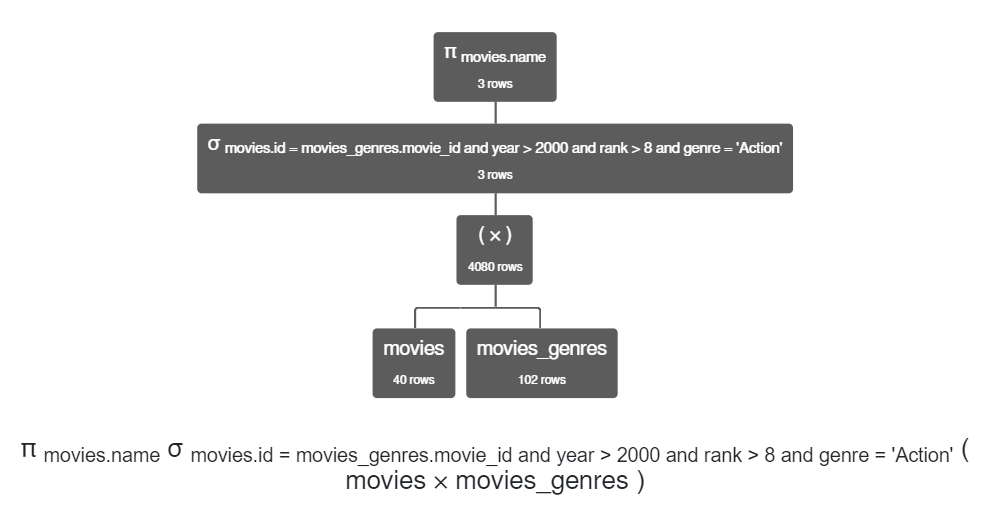 π movies.name
3 rows
σ movies.id = movies_genres.movie_id and year > 2000 and rank > 8 and genre = 'Action'
3 rows
( × )
4080 rows
movies
40 rows
movies_genres
102 rows
π movies.name σ movies.id = movies_genres.movie_id and year > 2000 and rank > 8 and genre = 'Action' (
movies × movies_genres )